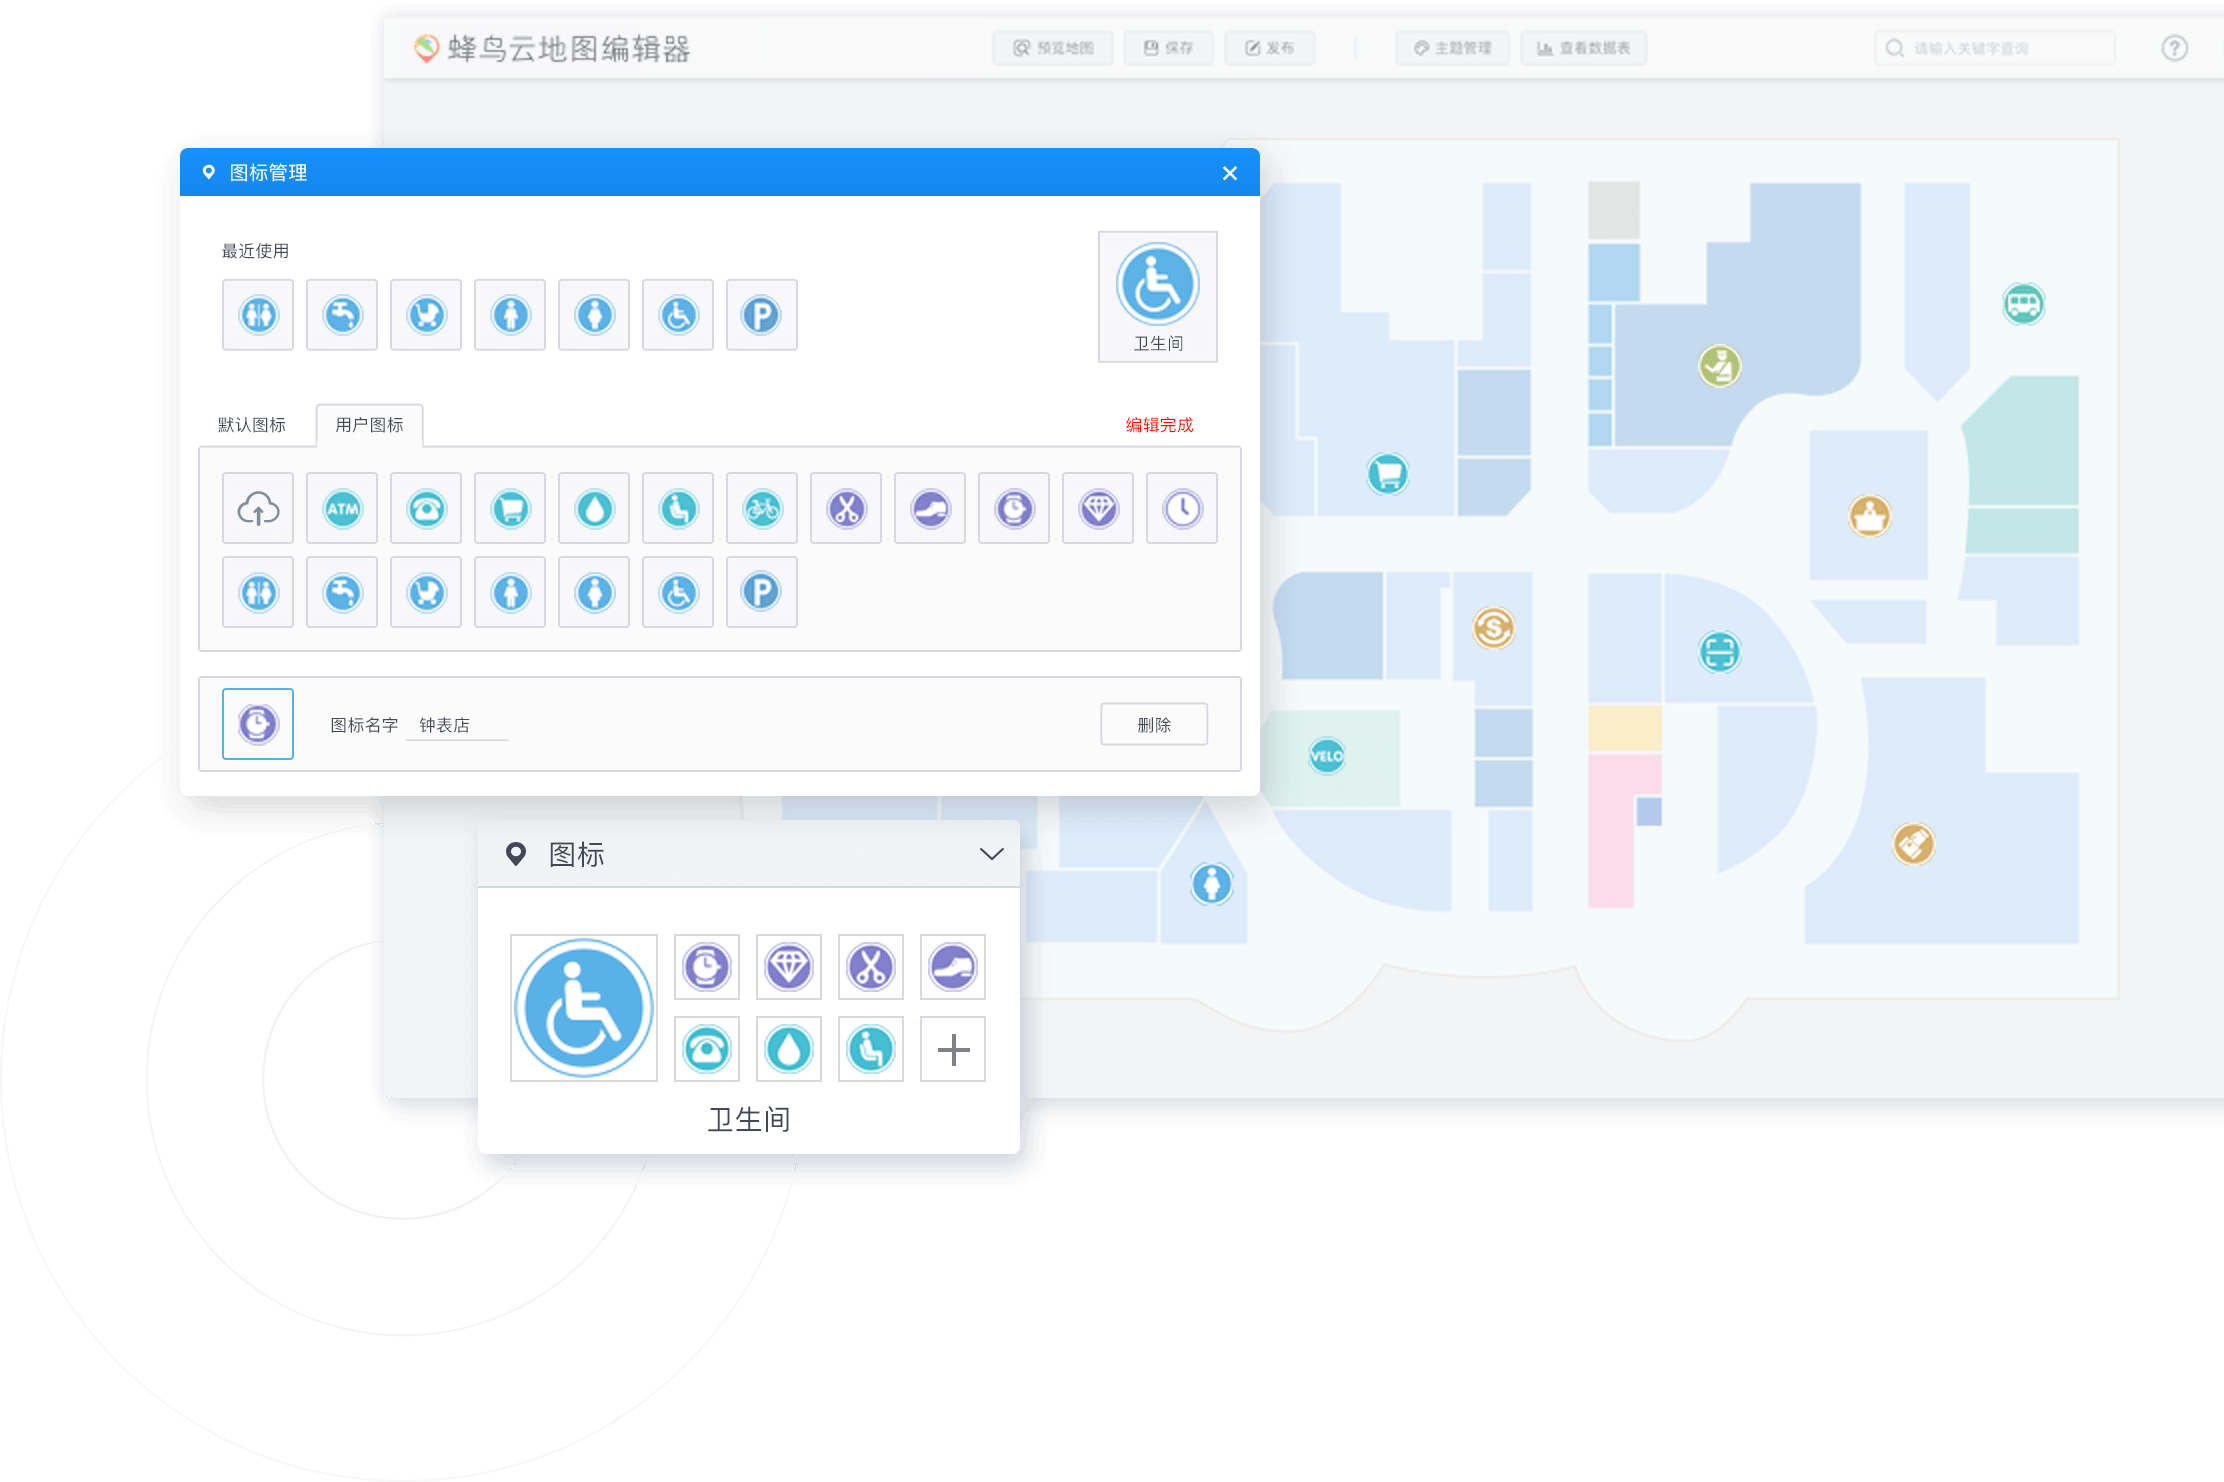 蜂鸟云地图编辑器
预览地图
保存
发布
主题管理
查看数据表
请输入关键字查询
图标管理
最近使用
P
卫生间
默认图标
用户图标
编辑完成
ATM
P
图标名字 钟表店
删除
VELO
图标
卫生间